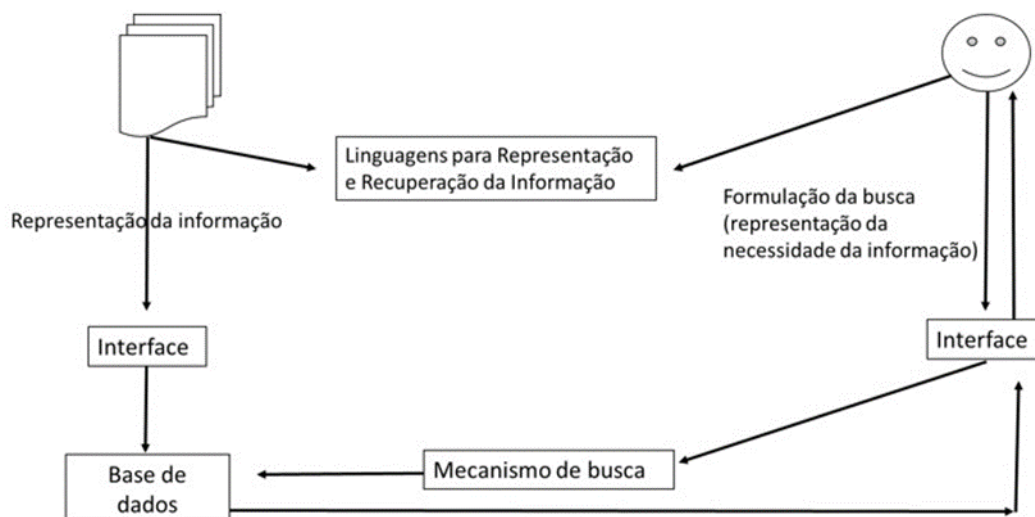 Linguagens para Representação
e Recuperação da Informação
Representação da informação
Formulação da busca
(representação da
necessidade da informação)
Interface
Interface
Mecanismo de busca
Base de
dados